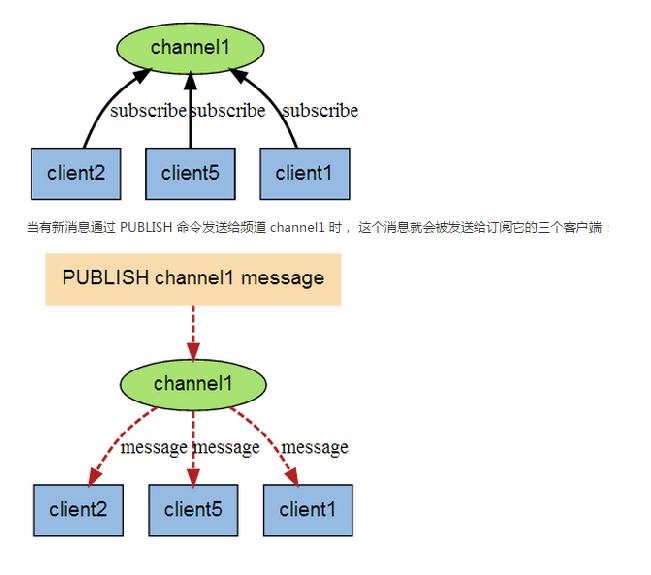 channel1
subscribe subscribe subscribe
client2 client5 client1
当有新消息通过 PUBLISH 命令发送给频道 channel1 时， 这个消息就会被发送给订阅它的三个客户端：
PUBLISH channel1 message
channel1
message message message
client2 client5 client1